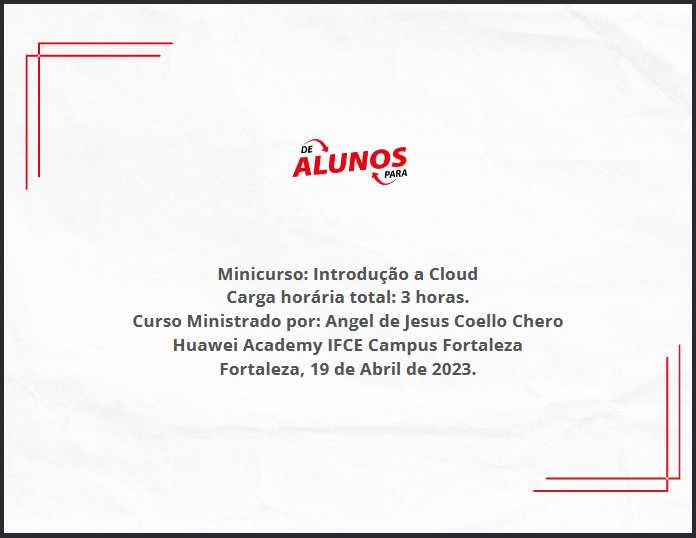 DE
ALUNOS
PARA
Minicurso: Introdução a Cloud
Carga horária total: 3 horas.
Curso Ministrado por: Angel de Jesus Coello Chero
Huawei Academy IFCE Campus Fortaleza
Fortaleza, 19 de Abril de 2023.